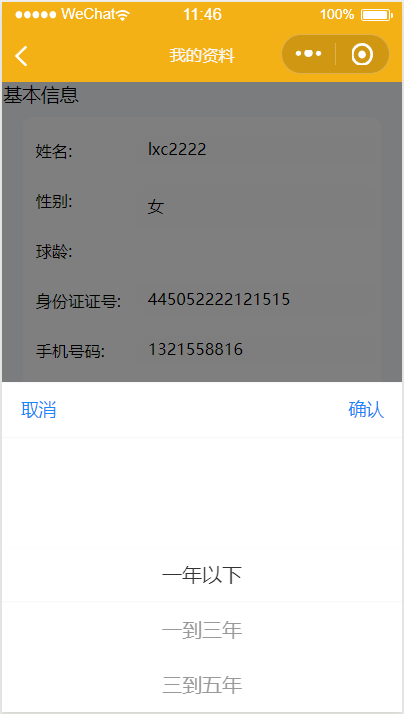 WeChat 11:46 100%
我的资料
基本信息
姓名: lxc2222
性别: 女
球龄:
身份证证号: 445052222121515
手机号码: 1321558816
取消 确认
一年以下
一到三年
三到五年